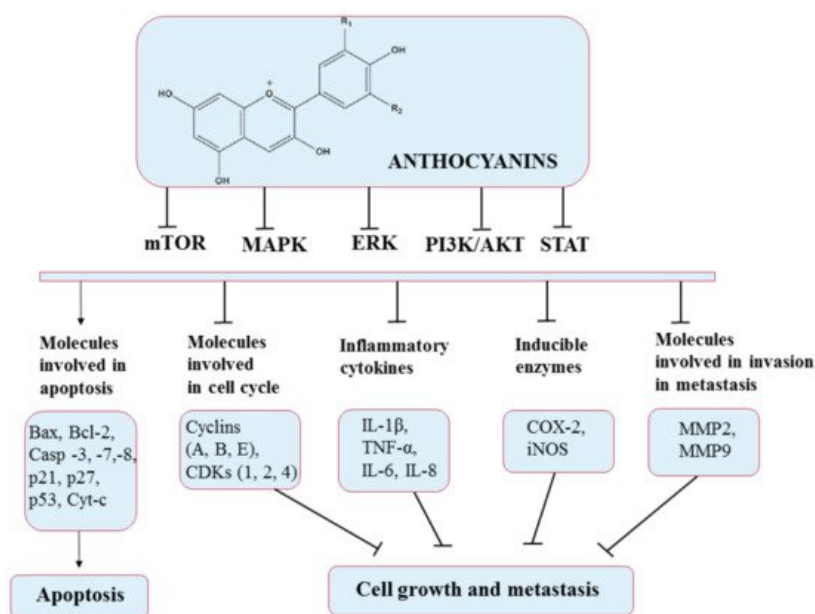 R₁
OH
HO
O
+
R₂
OH
OH
ANTHOCYANINS
mTOR
MAPK
ERK
PI3K/AKT
STAT
Molecules
involved in
apoptosis
Molecules
involved
in cell cycle
Inflammatory
cytokines
Inducible
enzymes
Molecules
involved in invasion
in metastasis
Bax, Bcl-2,
Casp -3, -7,-8,
p21, p27,
p53, Cyt-c
Cyclins
(A, B, E),
CDKs (1, 2, 4)
IL-1β,
TNF-α,
IL-6, IL-8
COX-2,
iNOS
MMP2,
MMP9
Apoptosis
Cell growth and metastasis